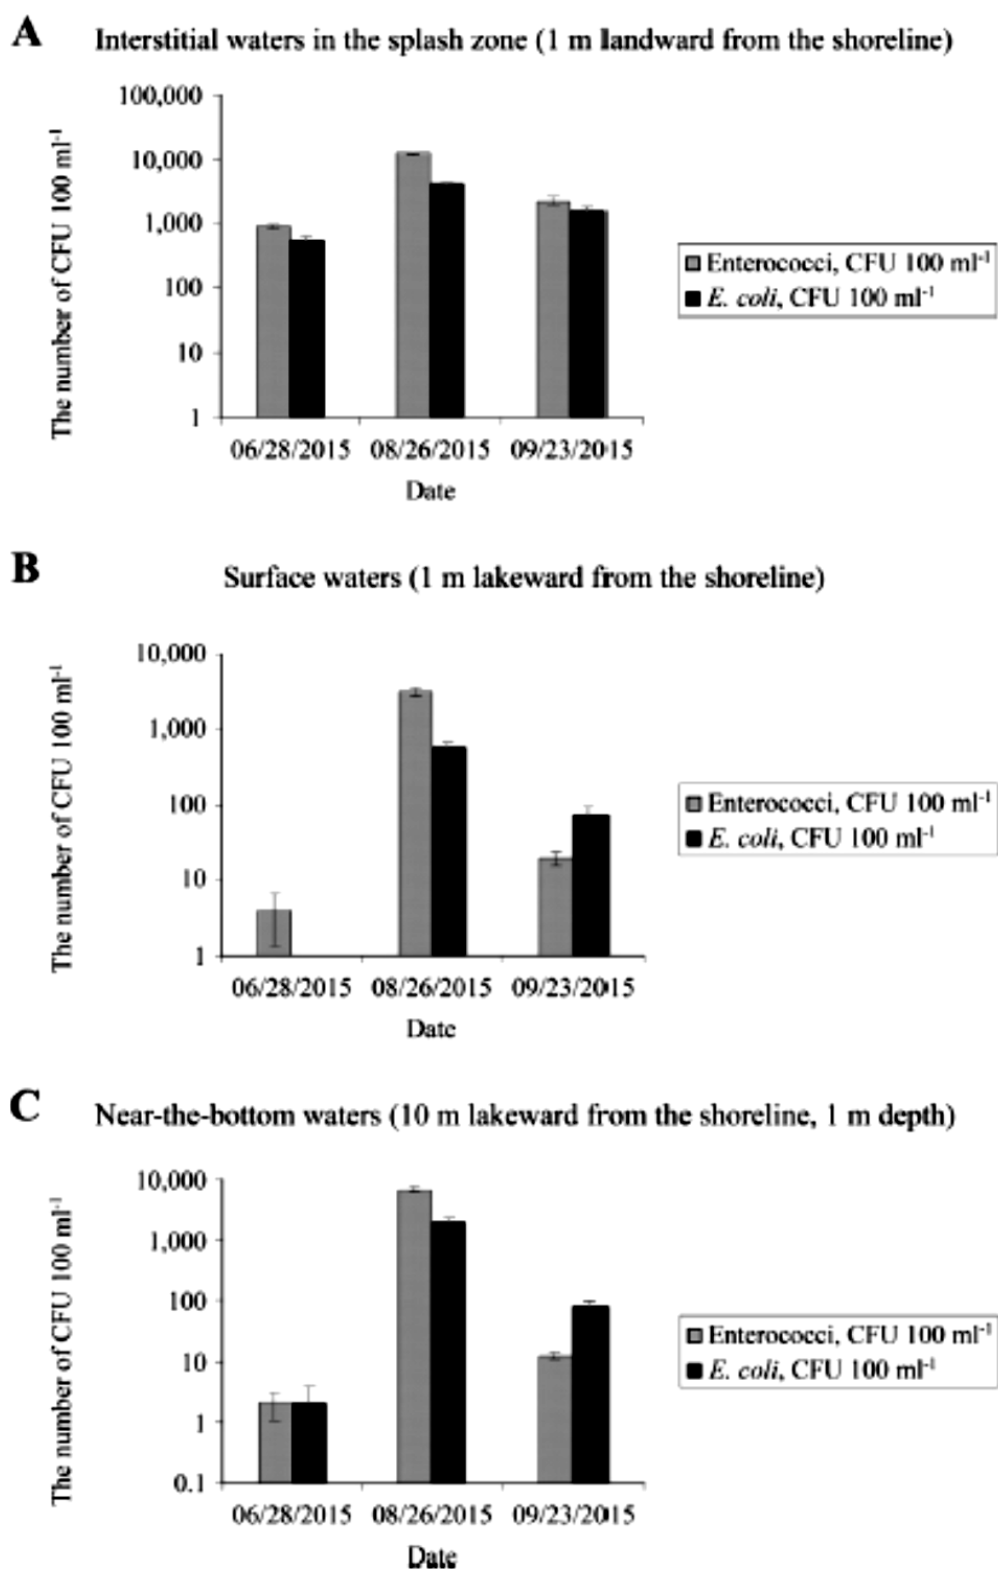 A
Interstitial waters in the splash zone (1 m landward from the shoreline)
The number of CFU 100 ml⁻¹
100,000
10,000
1,000
100
10
1
06/28/2015 08/26/2015 09/23/2015
Date
Enterococci, CFU 100 ml⁻¹
E. coli, CFU 100 ml⁻¹
B
Surface waters (1 m lakeward from the shoreline)
The number of CFU 100 ml⁻¹
10,000
1,000
100
10
1
06/28/2015 08/26/2015 09/23/2015
Date
Enterococci, CFU 100 ml⁻¹
E. coli, CFU 100 ml⁻¹
C
Near-the-bottom waters (10 m lakeward from the shoreline, 1 m depth)
The number of CFU 100 ml⁻¹
10,000
1,000
100
10
1
0.1
06/28/2015 08/26/2015 09/23/2015
Date
Enterococci, CFU 100 ml⁻¹
E. coli, CFU 100 ml⁻¹